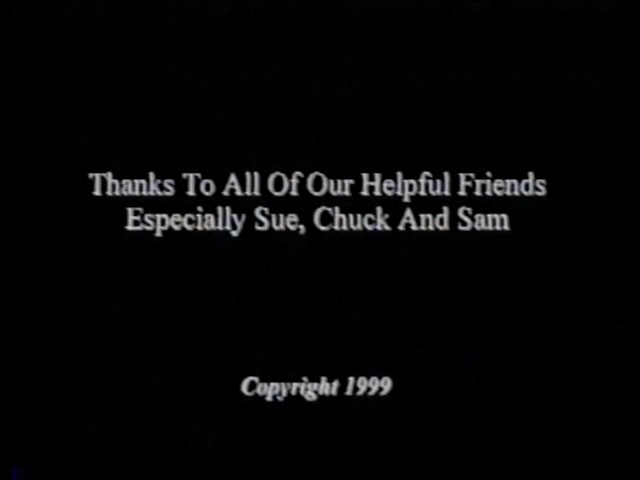 Thanks To All Of Our Helpful Friends
Especially Sue, Chuck And Sam
Copyright 1999